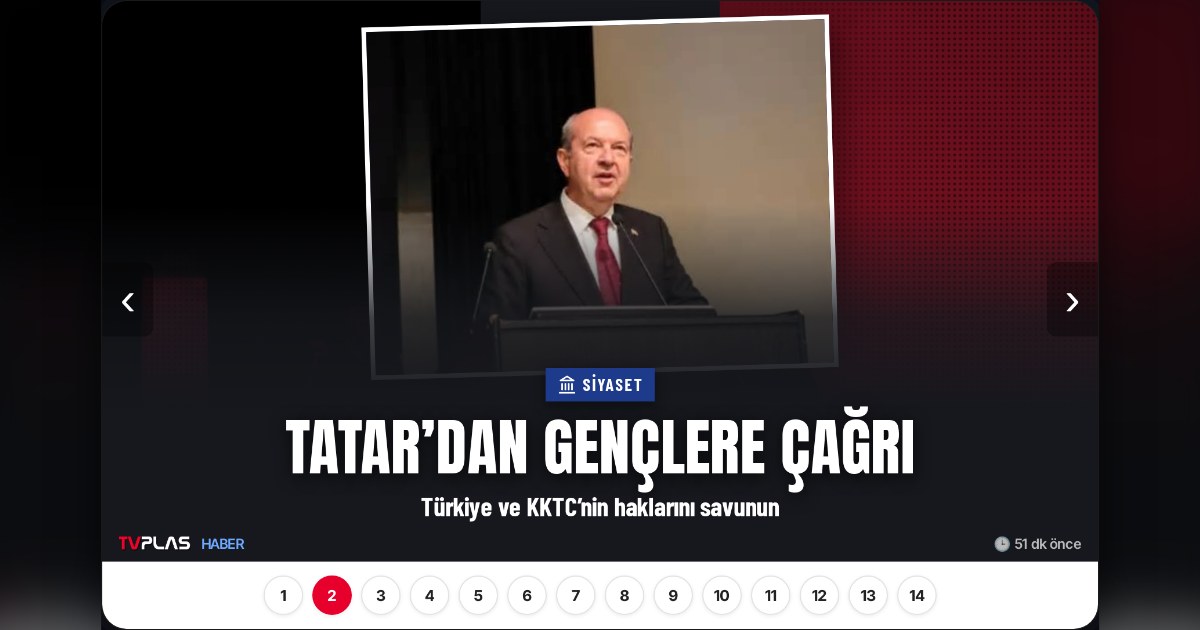 SİYASET
TATAR’DAN GENÇLERE ÇAĞRI
Türkiye ve KKTC’nin haklarını savunun
TVPLAS HABER
51 dk önce
1 2 3 4 5 6 7 8 9 10 11 12 13 14